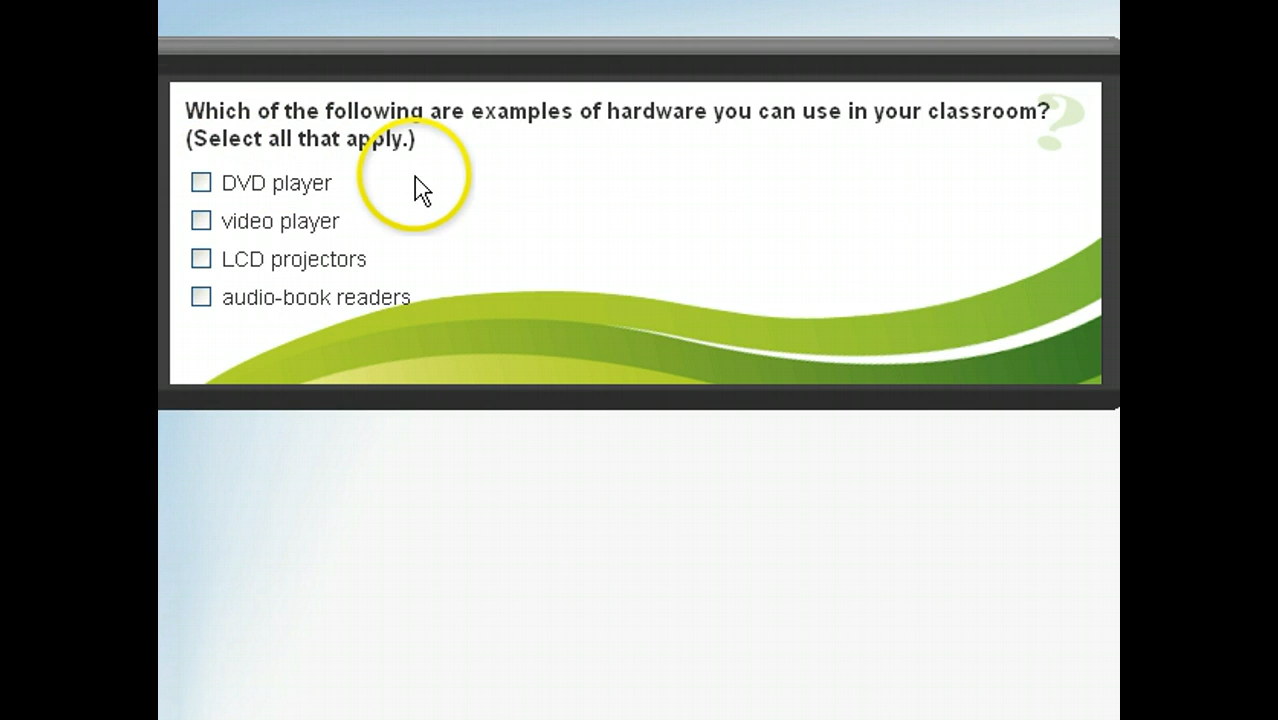 Which of the following are examples of hardware you can use in your classroom?
(Select all that apply.)
DVD player
video player
LCD projectors
audio-book readers